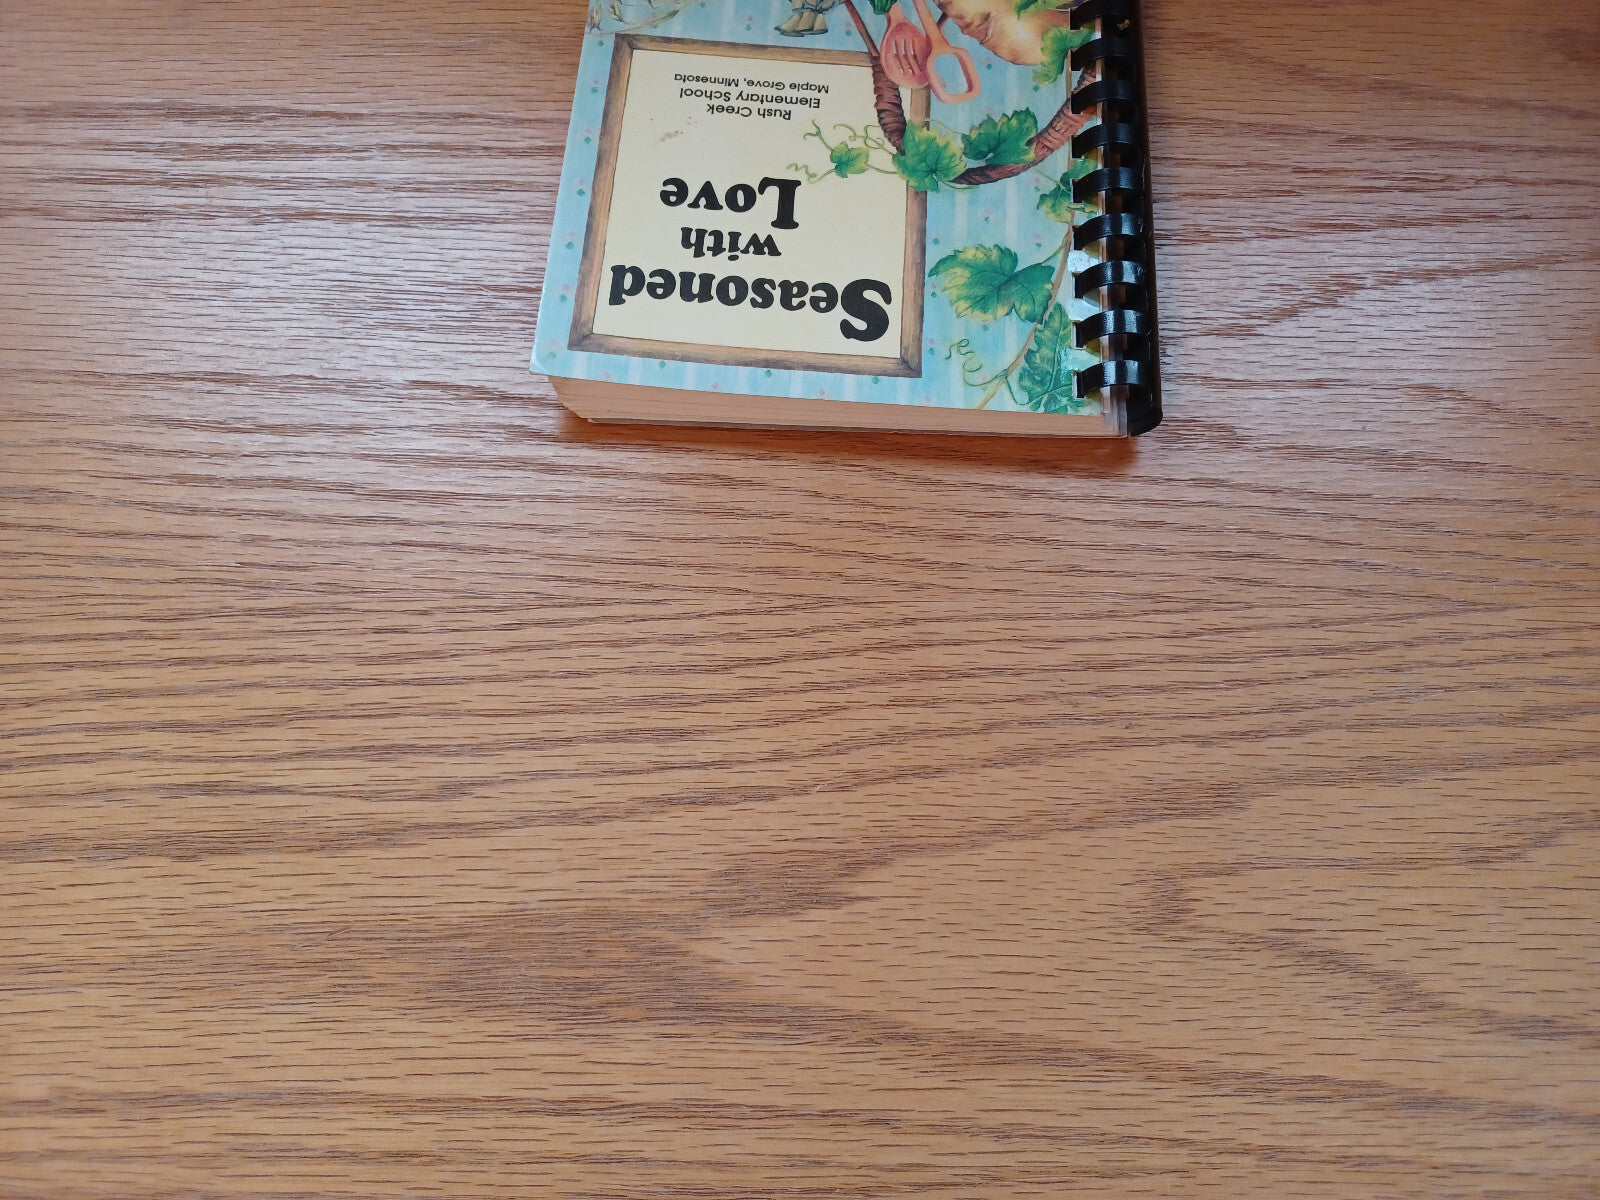 Seasoned
with
Love
Rush Creek
Elementary School
Maple Grove, Minnesota